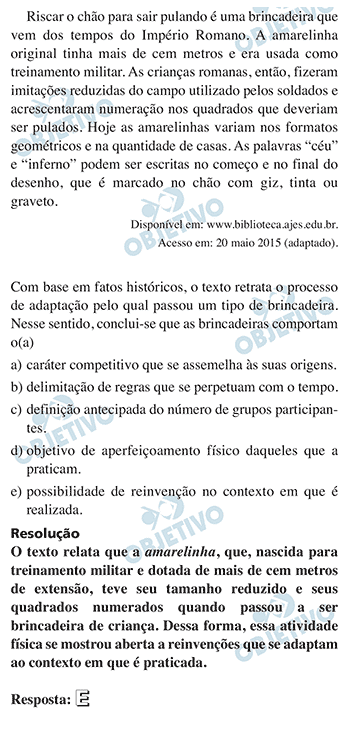 Riscar o chão para sair pulando é uma brincadeira que
vem dos tempos do Império Romano. A amarelinha
original tinha mais de cem metros e era usada como
treinamento militar. As crianças romanas, então, fizeram
imitações reduzidas do campo utilizado pelos soldados e
acrescentaram numeração nos quadrados que deveriam
ser pulados. Hoje as amarelinhas variam nos formatos
geométricos e na quantidade de casas. As palavras “céu”
e “inferno” podem ser escritas no começo e no final do
desenho, que é marcado no chão com giz, tinta ou
graveto.
Disponível em: www.biblioteca.ajes.edu.br.
Acesso em: 20 maio 2015 (adaptado).
Com base em fatos históricos, o texto retrata o processo
de adaptação pelo qual passou um tipo de brincadeira.
Nesse sentido, conclui-se que as brincadeiras comportam
o(a)
a) caráter competitivo que se assemelha às suas origens.
b) delimitação de regras que se perpetuam com o tempo.
c) definição antecipada do número de grupos participan-
tes.
d) objetivo de aperfeiçoamento físico daqueles que a
praticam.
e) possibilidade de reinvenção no contexto em que é
realizada.
Resolução
O texto relata que a amarelinha, que, nascida para
treinamento militar e dotada de mais de cem metros
de extensão, teve seu tamanho reduzido e seus
quadrados numerados quando passou a ser
brincadeira de criança. Dessa forma, essa atividade
física se mostrou aberta a reinvenções que se adaptam
ao contexto em que é praticada.
Resposta: E
OBJETIVO
OBJETIVO
OBJETIVO
OBJETIVO
OBJETIVO
OBJETIVO
OBJETIVO
OBJETIVO